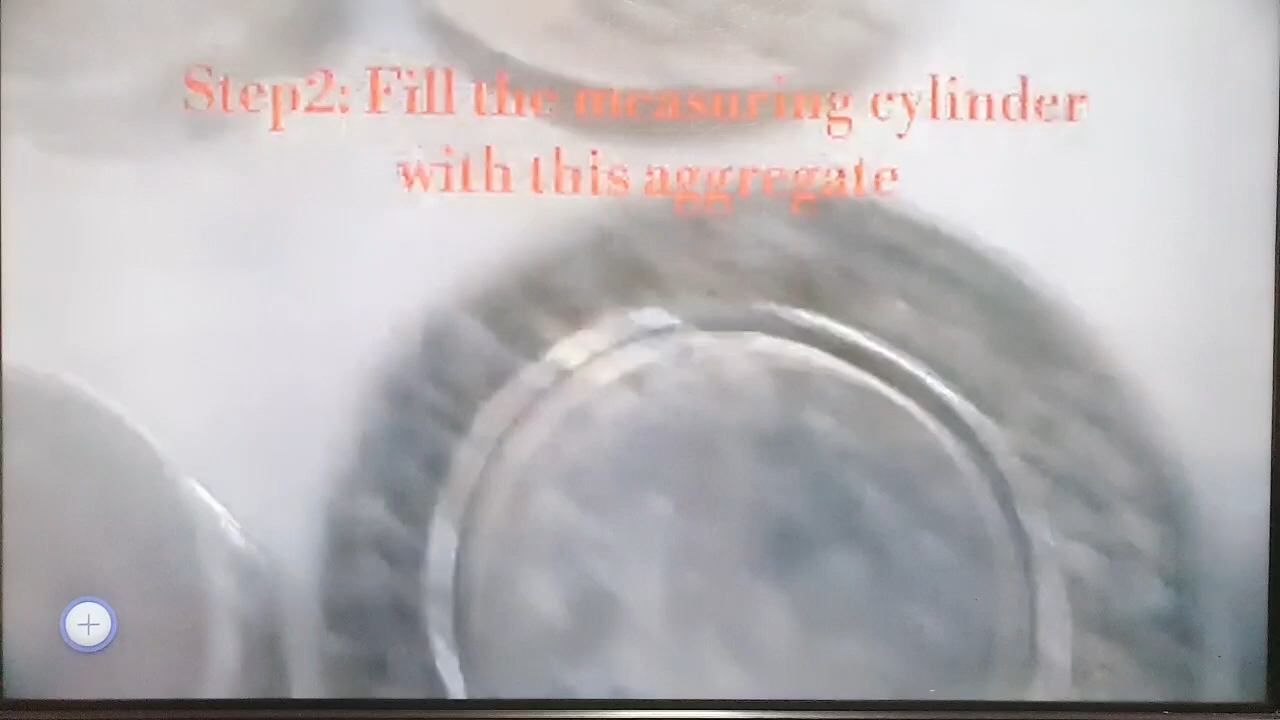 Step2: Fill the measuring cylinder
with this aggregate